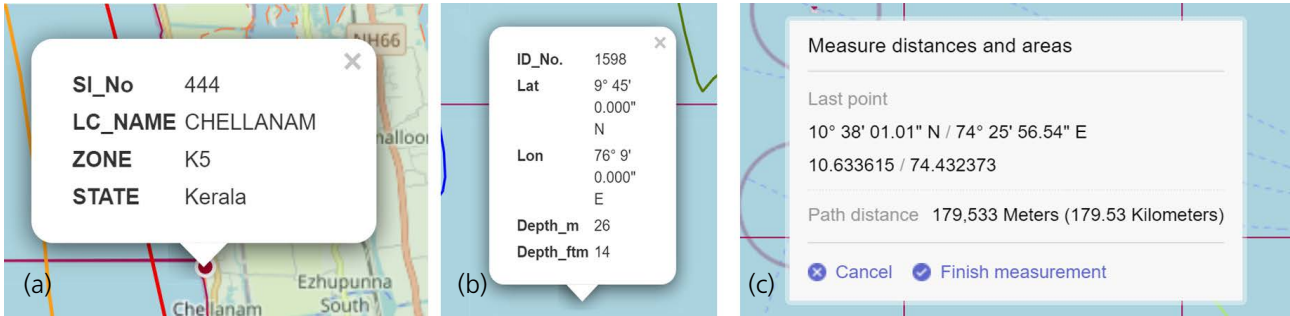 NH66
×
SI_No 444
LC_NAME CHELLANAM
ZONE K5
STATE Kerala
malloor
Ezhupunna
South
Chellanam
(a)
×
ID_No. 1598
Lat 9° 45'
0.000"
N
Lon 76° 9'
0.000"
E
Depth_m 26
Depth_ftm 14
(b)
Measure distances and areas
Last point
10° 38' 01.01" N / 74° 25' 56.54" E
10.633615 / 74.432373
Path distance 179,533 Meters (179.53 Kilometers)
Cancel Finish measurement
(c)